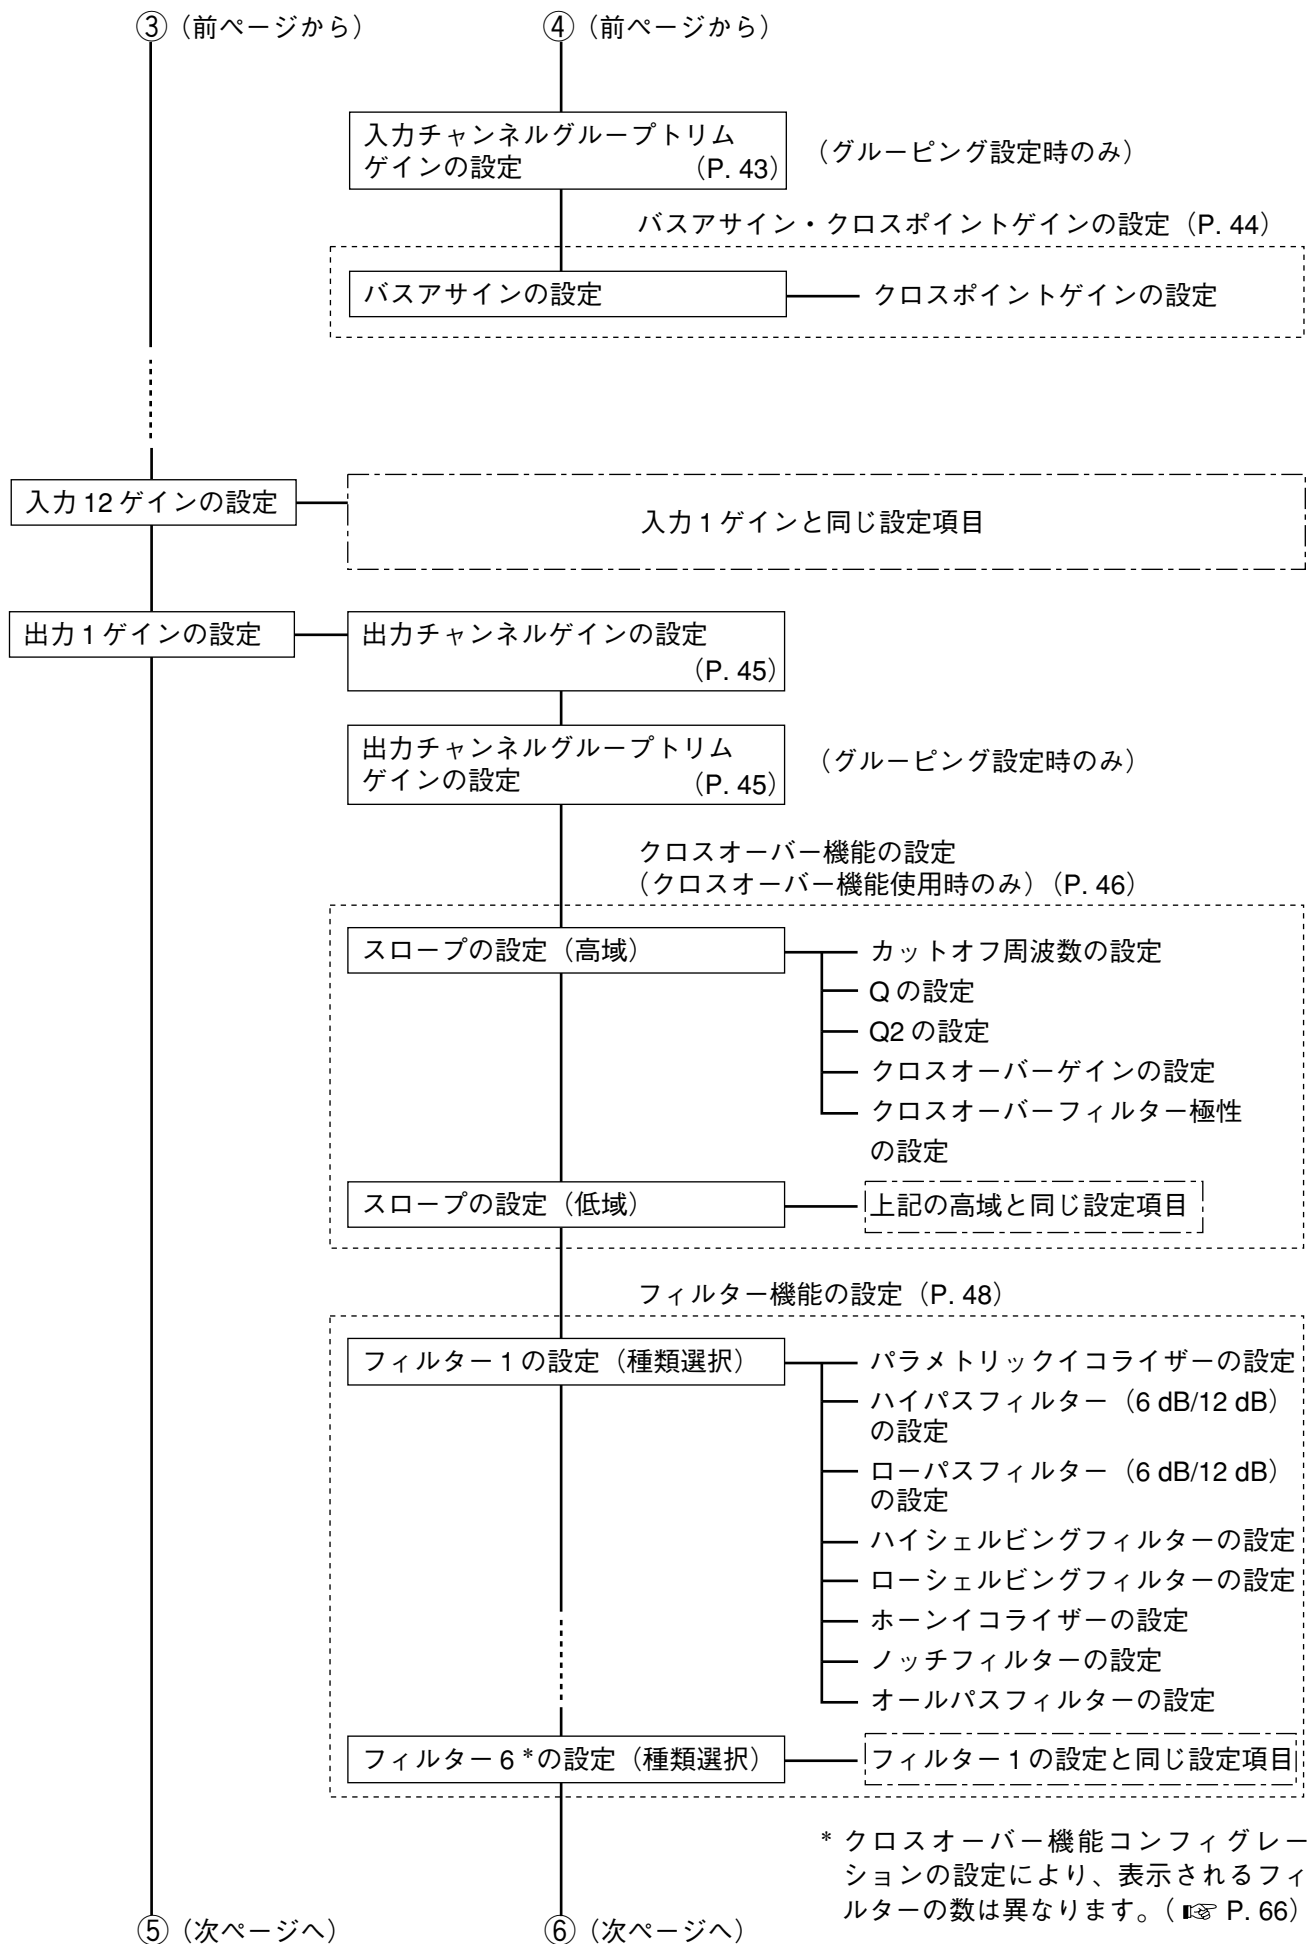 ③（前ページから）
④（前ページから）
入力チャンネルグループトリム
ゲインの設定 （P. 43）
（グルーピング設定時のみ）
バスアサイン・クロスポイントゲインの設定（P. 44）
バスアサインの設定
クロスポイントゲインの設定
入力 12 ゲインの設定
入力 1 ゲインと同じ設定項目
出力 1 ゲインの設定
出力チャンネルゲインの設定
（P. 45）
出力チャンネルグループトリム
ゲインの設定 （P. 45）
（グルーピング設定時のみ）
クロスオーバー機能の設定
（クロスオーバー機能使用時のみ）（P. 46）
スロープの設定（高域）
カットオフ周波数の設定
Q の設定
Q2 の設定
クロスオーバーゲインの設定
クロスオーバーフィルター極性
の設定
スロープの設定（低域）
上記の高域と同じ設定項目
フィルター機能の設定（P. 48）
フィルター 1 の設定（種類選択）
パラメトリックイコライザーの設定
ハイパスフィルター（6 dB/12 dB）
の設定
ローパスフィルター（6 dB/12 dB）
の設定
ハイシェルビングフィルターの設定
ローシェルビングフィルターの設定
ホーンイコライザーの設定
ノッチフィルターの設定
オールパスフィルターの設定
フィルター 6 *の設定（種類選択）
フィルター 1 の設定と同じ設定項目
* クロスオーバー機能コンフィグレー
ションの設定により、表示されるフィ
ルターの数は異なります。（☞ P. 66）
⑤（次ページへ）
⑥（次ページへ）